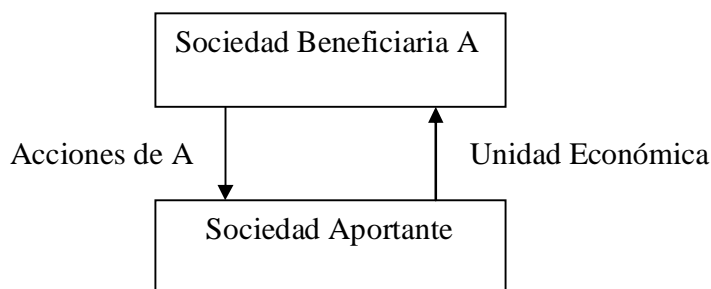 Sociedad Beneficiaria A
Acciones de A
Unidad Económica
Sociedad Aportante